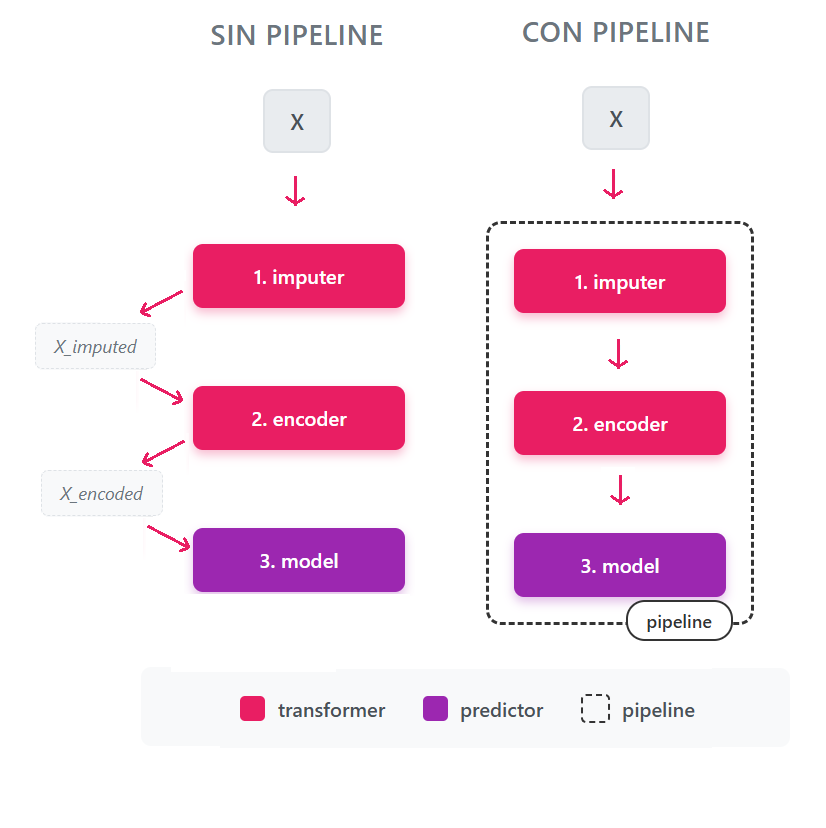 SIN PIPELINE
X
1. imputer
X_imputed
2. encoder
X_encoded
3. model
CON PIPELINE
X
1. imputer
2. encoder
3. model
pipeline
transformer
predictor
pipeline